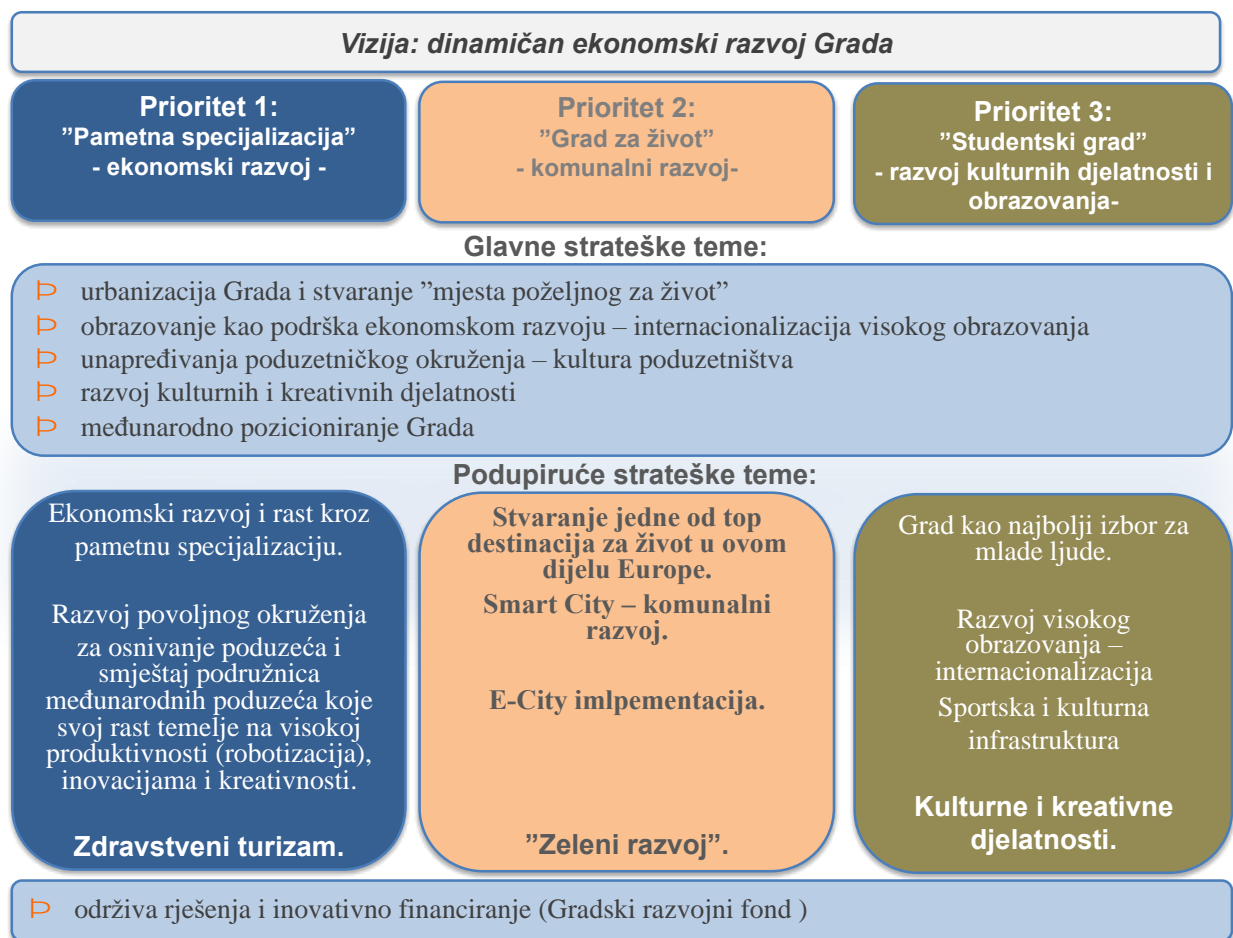 Vizija: dinamičan ekonomski razvoj Grada
Prioritet 1:
”Pametna specijalizacija”
- ekonomski razvoj -
Prioritet 2:
”Grad za život”
- komunalni razvoj-
Prioritet 3:
”Studentski grad”
- razvoj kulturnih djelatnosti i
obrazovanja-
Glavne strateške teme:
urbanizacija Grada i stvaranje ”mjesta poželjnog za život”
obrazovanje kao podrška ekonomskom razvoju – internacionalizacija visokog obrazovanja
unapređivanja poduzetničkog okruženja – kultura poduzetništva
razvoj kulturnih i kreativnih djelatnosti
međunarodno pozicioniranje Grada
Podupiruće strateške teme:
Ekonomski razvoj i rast kroz
pametnu specijalizaciju.
Razvoj povoljnog okruženja
za osnivanje poduzeća i
smještaj podružnica
međunarodnih poduzeća koje
svoj rast temelje na visokoj
produktivnosti (robotizacija),
inovacijama i kreativnosti.
Zdravstveni turizam.
Stvaranje jedne od top
destinacija za život u ovom
dijelu Europe.
Smart City – komunalni
razvoj.
E-City imlpementacija.
”Zeleni razvoj”.
Grad kao najbolji izbor za
mlade ljude.
Razvoj visokog
obrazovanja –
internacionalizacija
Sportska i kulturna
infrastruktura
Kulturne i kreativne
djelatnosti.
održiva rješenja i inovativno financiranje (Gradski razvojni fond )